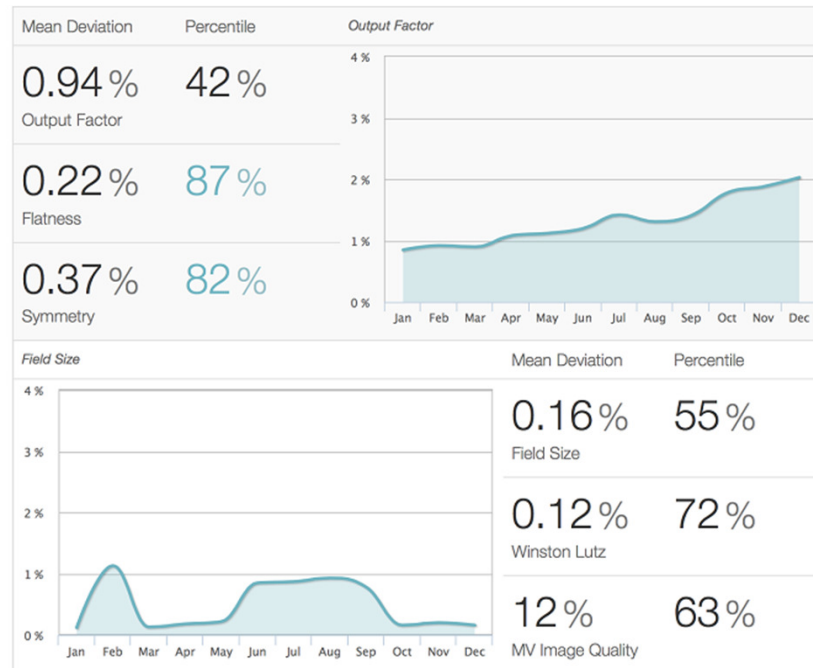 Mean Deviation Percentile
0.94 % 42 %
Output Factor
0.22 % 87 %
Flatness
0.37 % 82 %
Symmetry
Output Factor
4 %
3 %
2 %
1 %
0 %
Jan Feb Mar Apr May Jun Jul Aug Sep Oct Nov Dec
Field Size
4 %
3 %
2 %
1 %
0 %
Jan Feb Mar Apr May Jun Jul Aug Sep Oct Nov Dec
Mean Deviation Percentile
0.16 % 55 %
Field Size
0.12 % 72 %
Winston Lutz
12 % 63 %
MV Image Quality